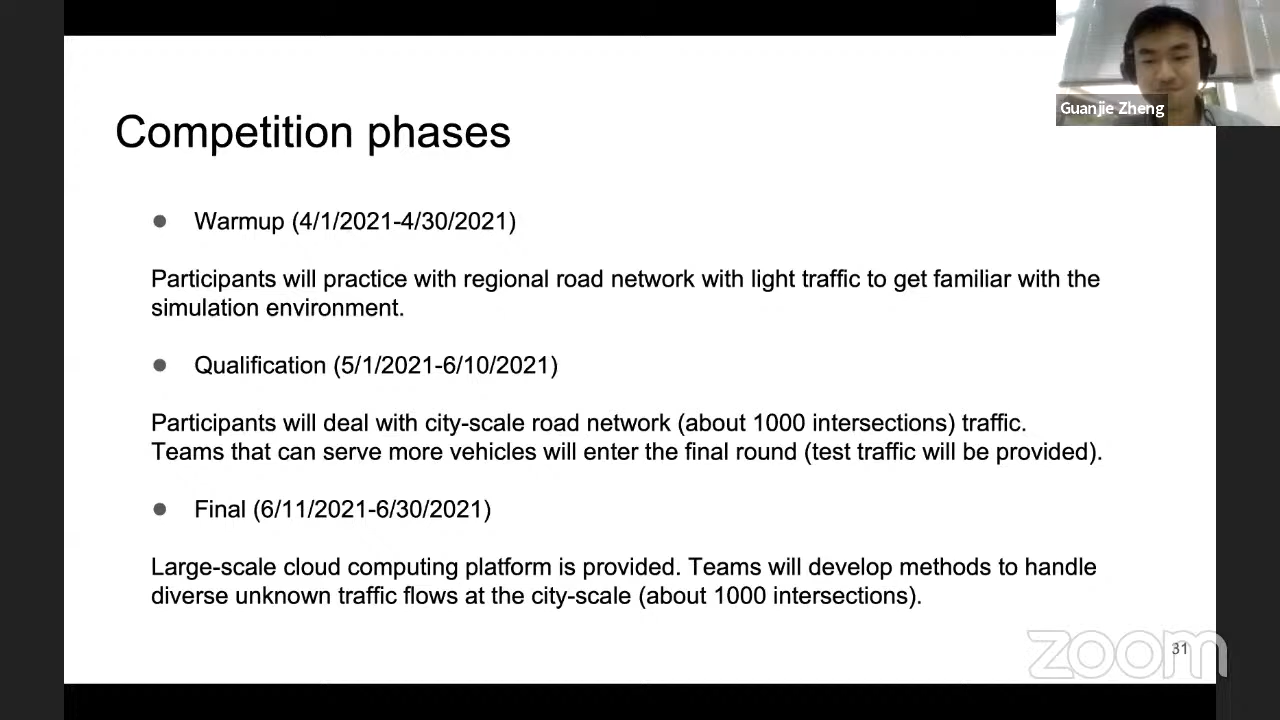 Guanjie Zheng
Competition phases
● Warmup (4/1/2021-4/30/2021)
Participants will practice with regional road network with light traffic to get familiar with the
simulation environment.
● Qualification (5/1/2021-6/10/2021)
Participants will deal with city-scale road network (about 1000 intersections) traffic.
Teams that can serve more vehicles will enter the final round (test traffic will be provided).
● Final (6/11/2021-6/30/2021)
Large-scale cloud computing platform is provided. Teams will develop methods to handle
diverse unknown traffic flows at the city-scale (about 1000 intersections).
zoom
31